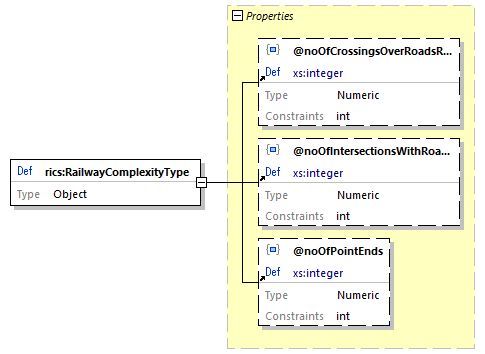 Properties
@noOfCrossingsOverRoadsR...
Def xs:integer
Type Numeric
Constraints int
@noOfIntersectionsWithRoa...
Def xs:integer
Type Numeric
Constraints int
Def rics:RailwayComplexityType
Type Object
@noOfPointEnds
Def xs:integer
Type Numeric
Constraints int